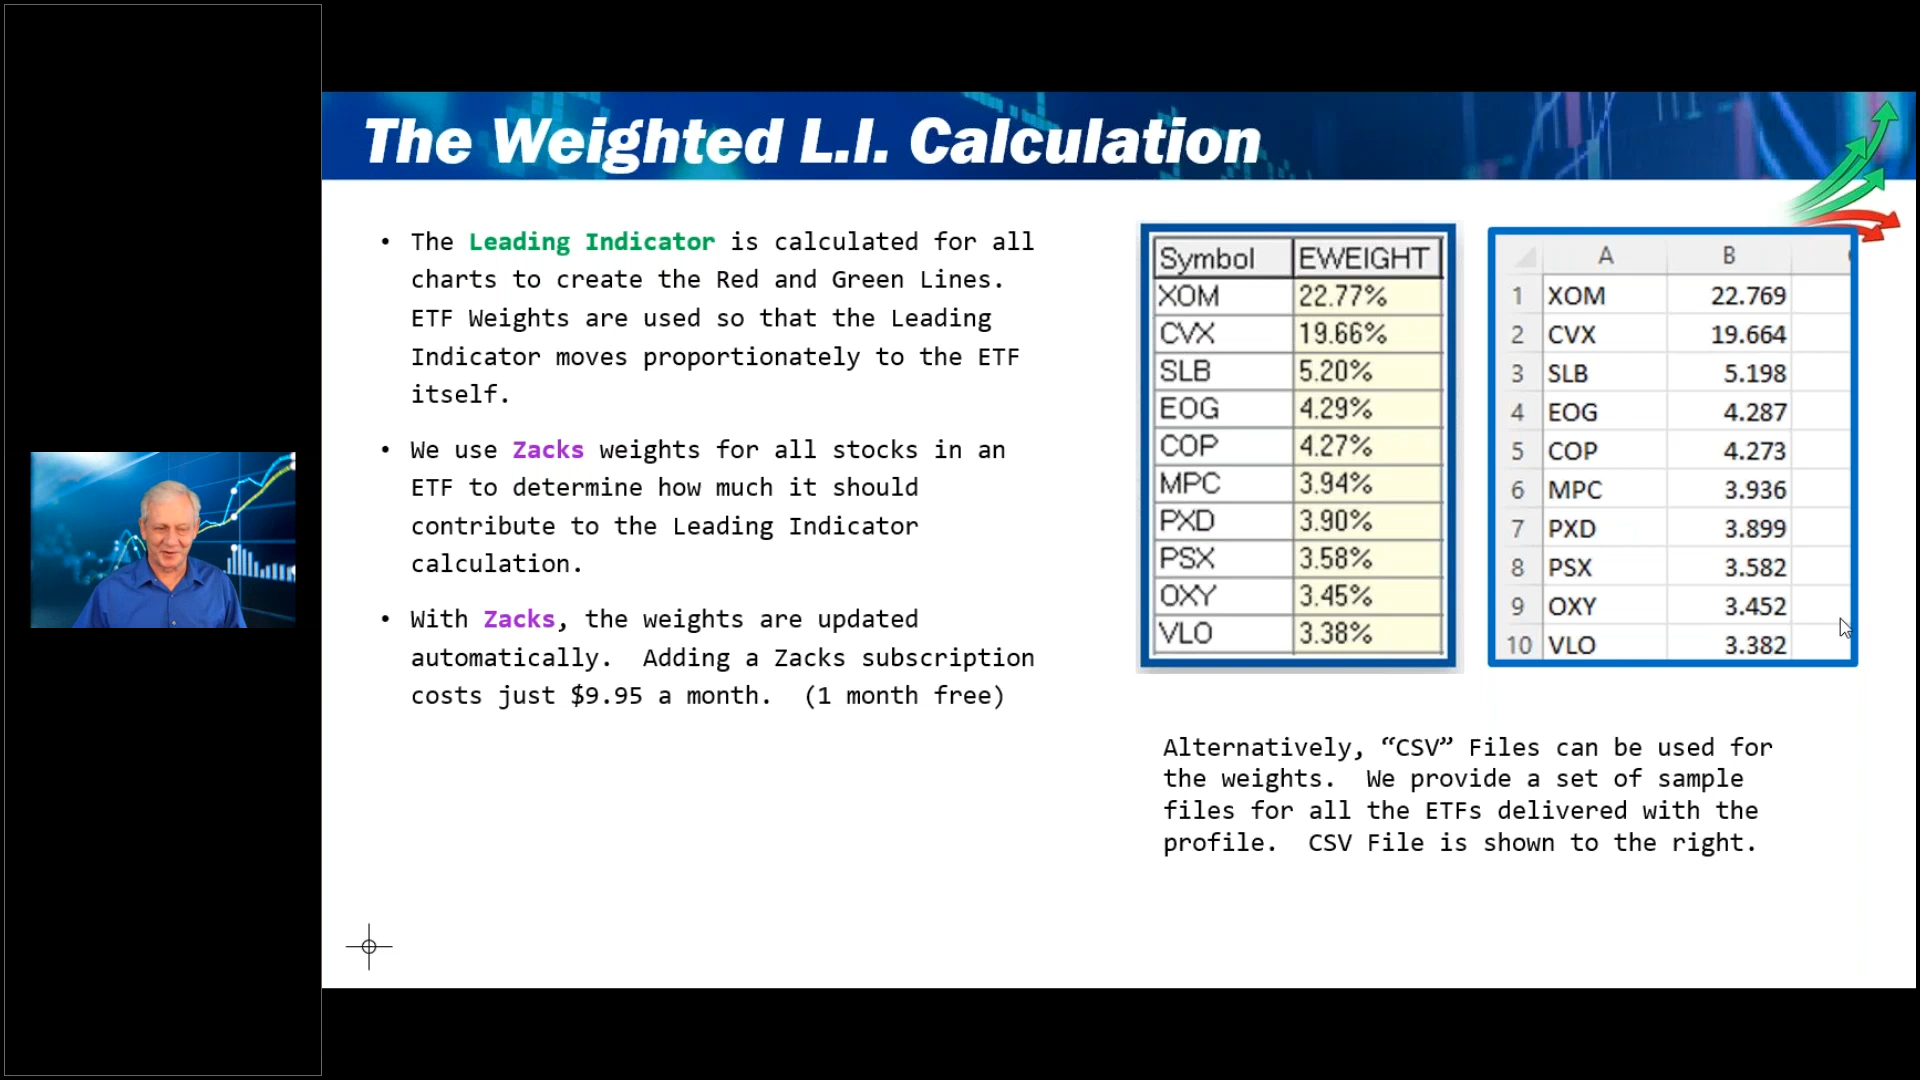 The Weighted L.I. Calculation
• The Leading Indicator is calculated for all
charts to create the Red and Green Lines.
ETF Weights are used so that the Leading
Indicator moves proportionately to the ETF
itself.
• We use Zacks weights for all stocks in an
ETF to determine how much it should
contribute to the Leading Indicator
calculation.
• With Zacks, the weights are updated
automatically.  Adding a Zacks subscription
costs just $9.95 a month.  (1 month free)
Symbol EWEIGHT
XOM 22.77%
CVX 19.66%
SLB 5.20%
EOG 4.29%
COP 4.27%
MPC 3.94%
PXD 3.90%
PSX 3.58%
OXY 3.45%
VLO 3.38%
A B
1 XOM 22.769
2 CVX 19.664
3 SLB 5.198
4 EOG 4.287
5 COP 4.273
6 MPC 3.936
7 PXD 3.899
8 PSX 3.582
9 OXY 3.452
10 VLO 3.382
Alternatively, “CSV” Files can be used for
the weights.  We provide a set of sample
files for all the ETFs delivered with the
profile.  CSV File is shown to the right.